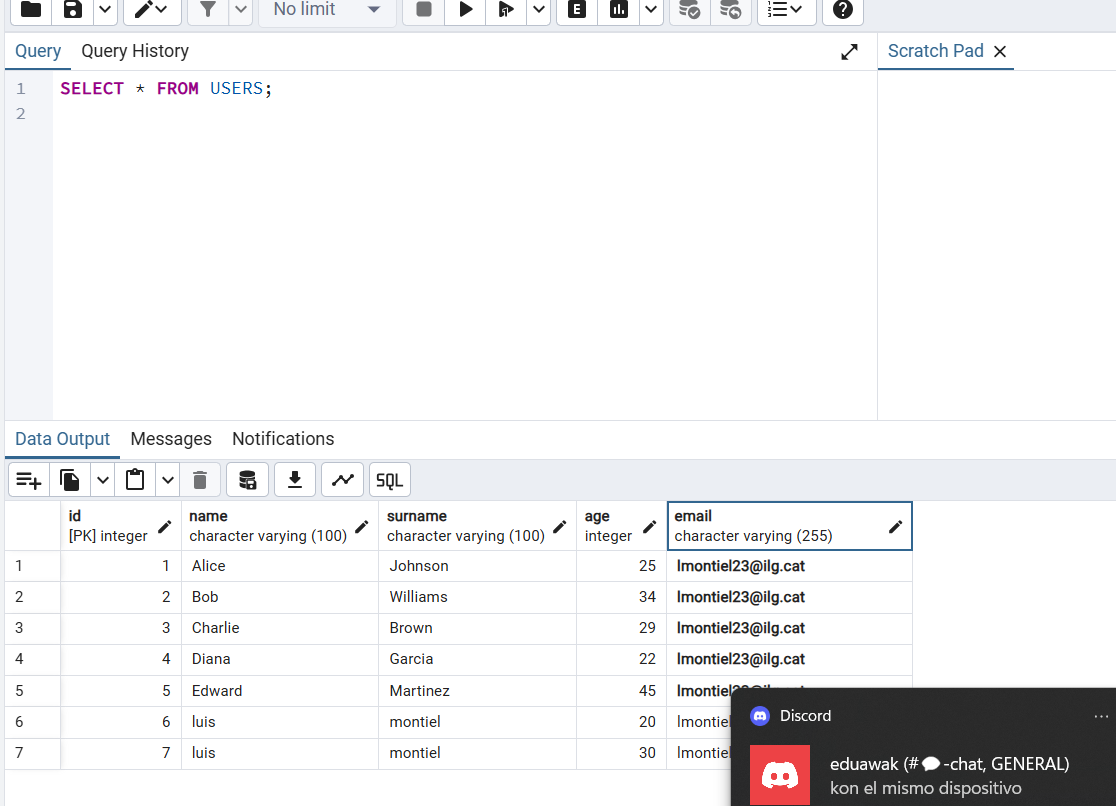 No limit
E
Query Query History Scratch Pad
1 SELECT * FROM USERS;
2
Data Output Messages Notifications
SQL
id name surname age email
[PK] integer character varying (100) character varying (100) integer character varying (255)
1 1 Alice Johnson 25 lmontiel23@ilg.cat
2 2 Bob Williams 34 lmontiel23@ilg.cat
3 3 Charlie Brown 29 lmontiel23@ilg.cat
4 4 Diana Garcia 22 lmontiel23@ilg.cat
5 5 Edward Martinez 45 lmontiel23@ilg.cat
6 6 luis montiel 20 lmontiel
7 7 luis montiel 30 lmontiel
Discord
eduawak (#💬-chat, GENERAL)
kon el mismo dispositivo